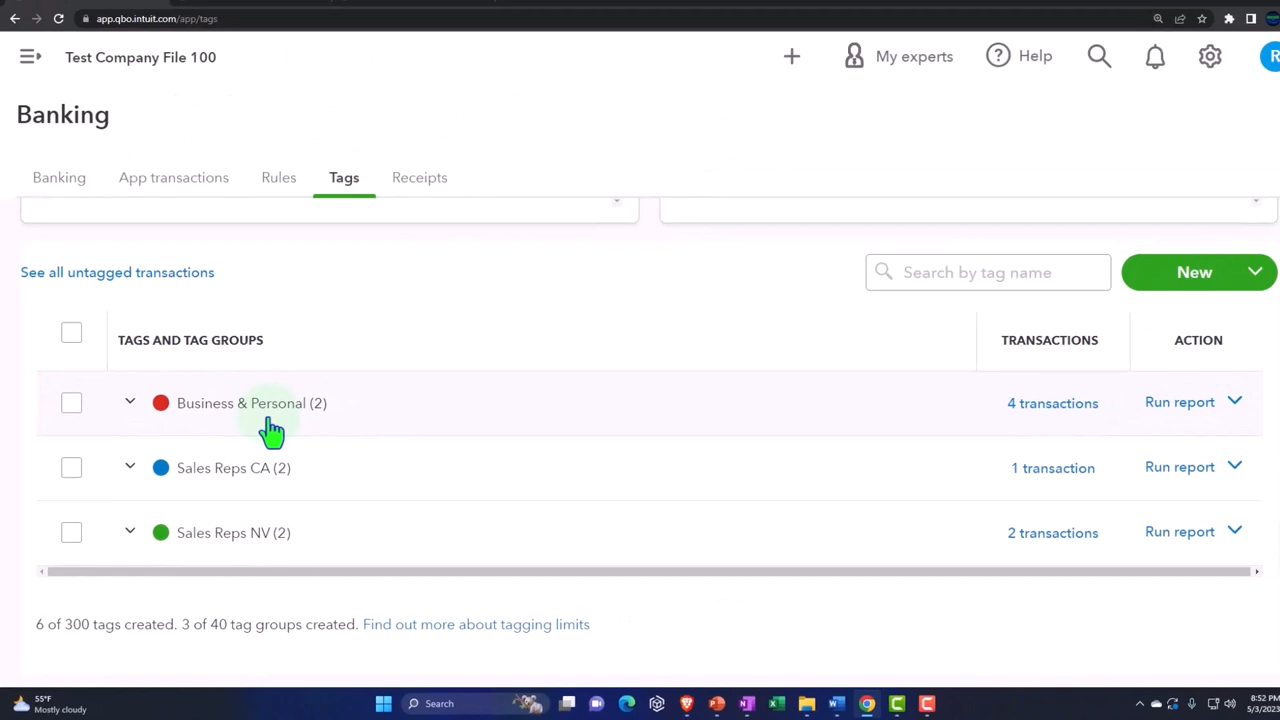 app.qbo.intuit.com/app/tags
Test Company File 100
My experts
Help
R
Banking
Banking
App transactions
Rules
Tags
Receipts
See all untagged transactions
Search by tag name
New
TAGS AND TAG GROUPS
TRANSACTIONS
ACTION
Business & Personal (2)
4 transactions
Run report
Sales Reps CA (2)
1 transaction
Run report
Sales Reps NV (2)
2 transactions
Run report
6 of 300 tags created. 3 of 40 tag groups created. Find out more about tagging limits
55°F
Mostly cloudy
Search
8:52 PM
5/3/2023